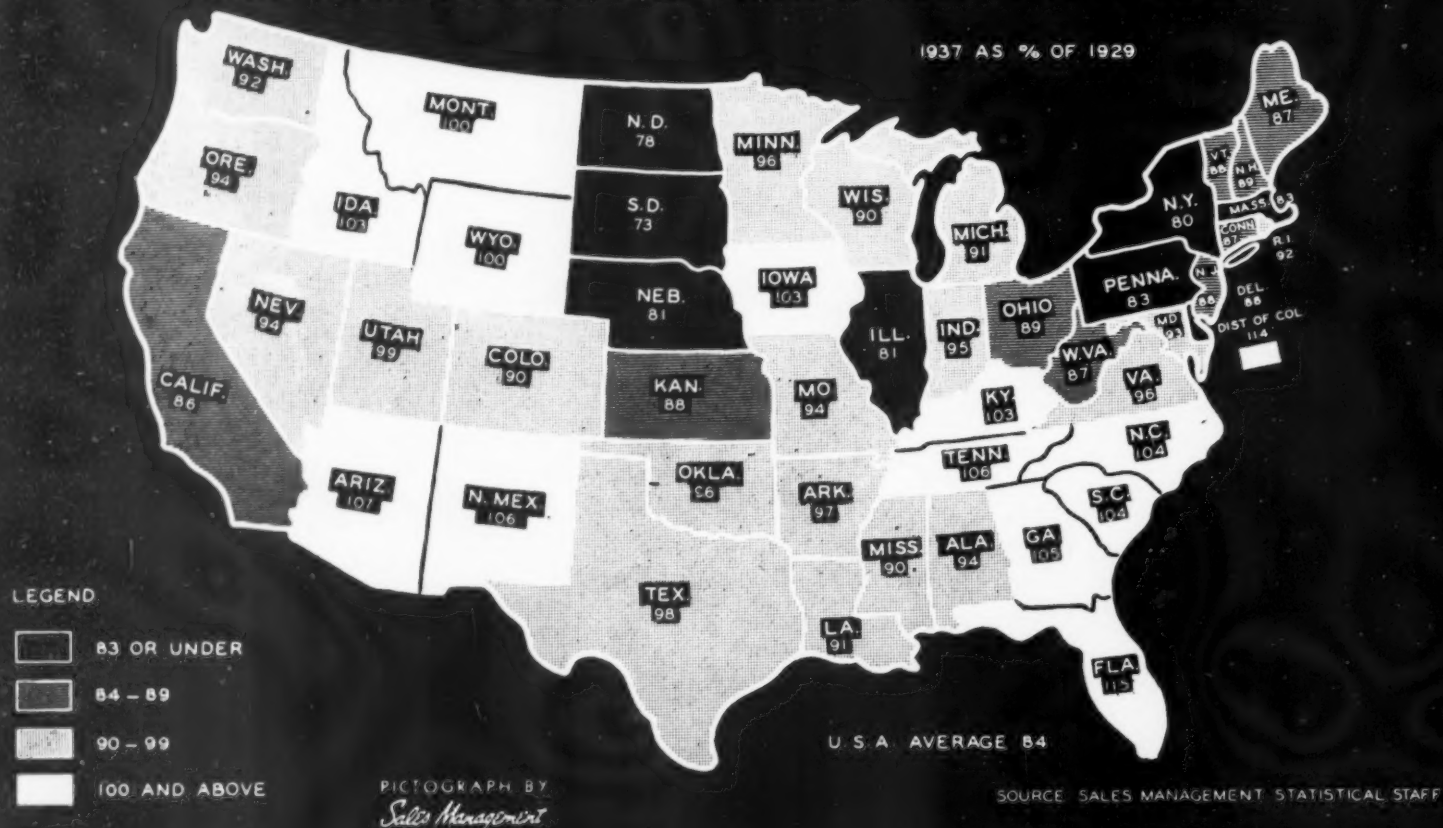 1937 AS % OF 1929
WASH.
92
MONT.
100
N.D.
78
MINN.
96
ME.
87
ORE.
94
IDA.
103
WYO.
100
S.D.
73
WIS.
90
MICH.
91
N.Y.
80
VT.
88
N.H.
89
MASS. 83
CONN.
87
R.I.
92
NEV.
94
UTAH
99
COLO.
90
NEB.
81
IOWA
103
ILL.
81
IND.
95
OHIO
89
PENNA.
83
N.J.
88
DEL.
88
MD.
93
DIST OF COL.
114
CALIF.
86
KAN.
88
MO
94
KY.
103
W.VA.
87
VA.
96
ARIZ.
107
N. MEX.
106
OKLA.
96
ARK.
97
TENN.
106
N.C.
104
S.C.
104
TEX.
98
LA.
91
MISS.
90
ALA.
94
GA.
105
FLA.
115
LEGEND
83 OR UNDER
84 – 89
90 – 99
100 AND ABOVE
U.S.A. AVERAGE 84
PICTOGRAPH BY
Sales Management
SOURCE SALES MANAGEMENT STATISTICAL STAFF